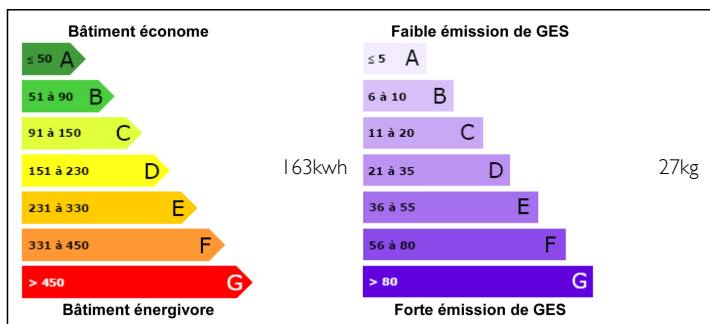 Bâtiment économe
≤ 50 A
51 à 90 B
91 à 150 C
151 à 230 D
231 à 330 E
331 à 450 F
> 450 G
Bâtiment énergivore
163kwh
Faible émission de GES
≤ 5 A
6 à 10 B
11 à 20 C
21 à 35 D
36 à 55 E
56 à 80 F
> 80 G
Forte émission de GES
27kg